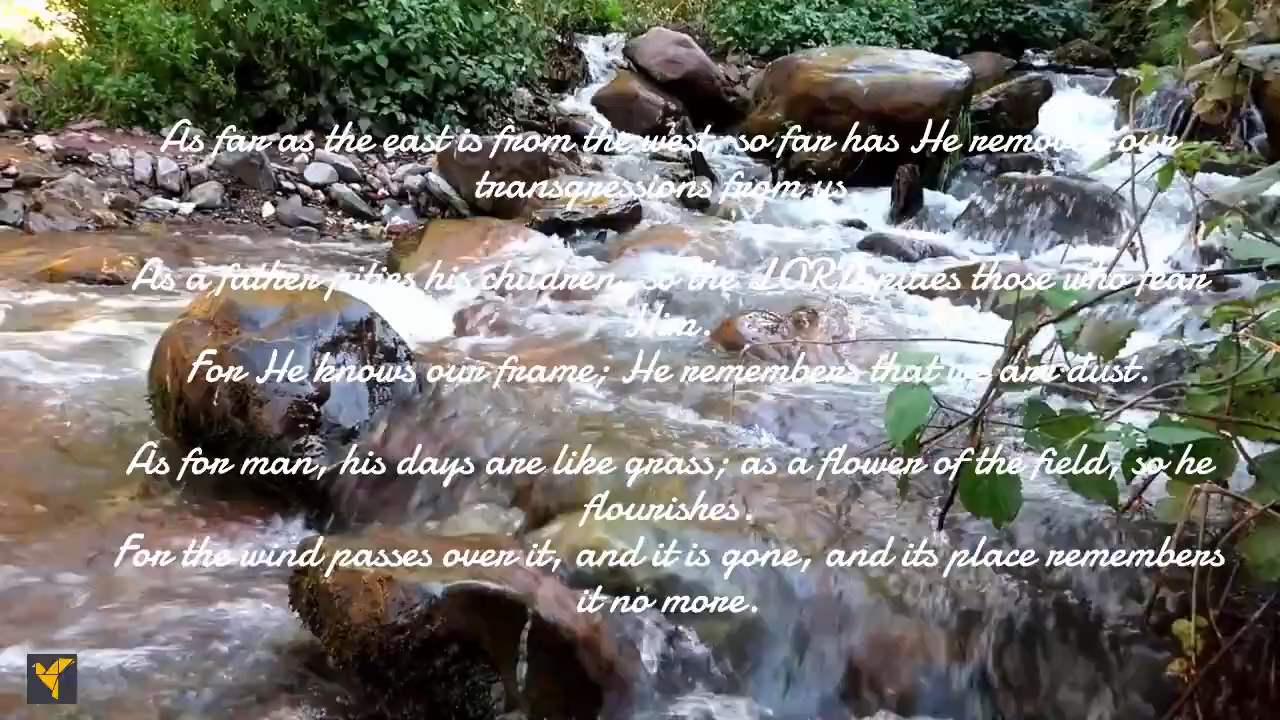 As far as the east is from the west, so far has He removed our
transgressions from us
As a father pities his children, so the LORD pities those who fear
Him.
For He knows our frame; He remembers that we are dust.
As for man, his days are like grass; as a flower of the field, so he
flourishes.
For the wind passes over it, and it is gone, and its place remembers
it no more.